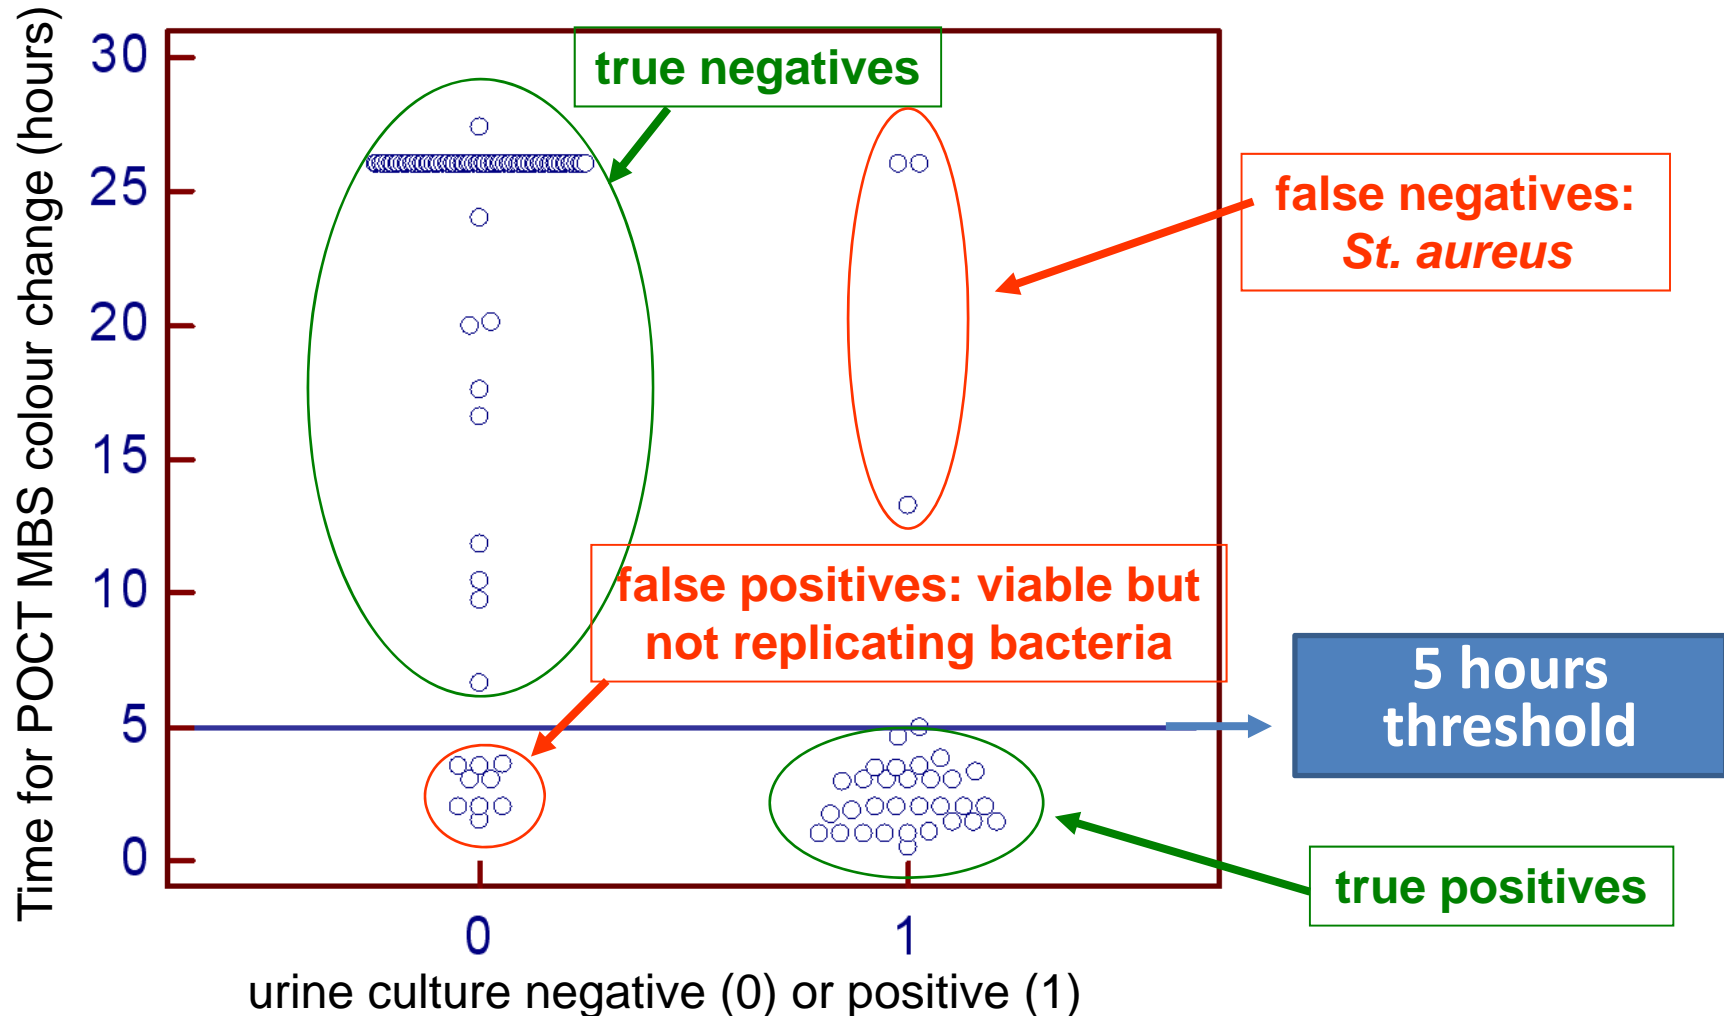 Time for POCT MBS colour change (hours)
30
25
20
15
10
5
0
true negatives
false negatives:
St. aureus
false positives: viable but
not replicating bacteria
5 hours
threshold
true positives
0
1
urine culture negative (0) or positive (1)